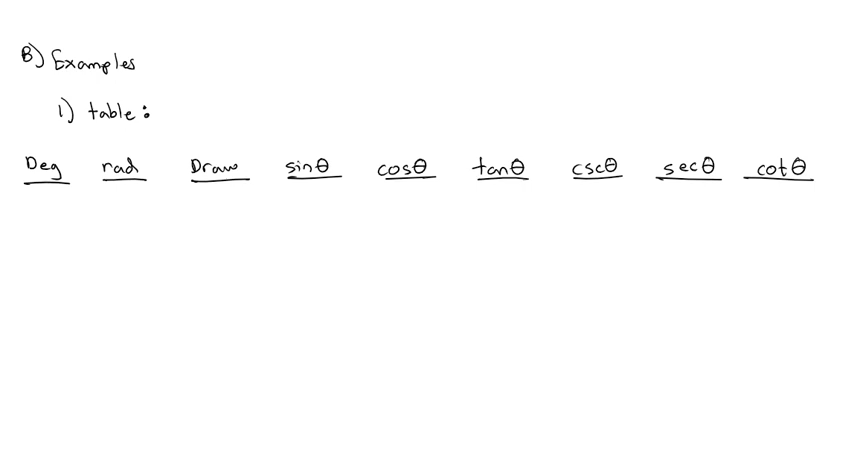 B) Examples
1) table:
Deg rad Draw sinθ cosθ tanθ cscθ secθ cotθ